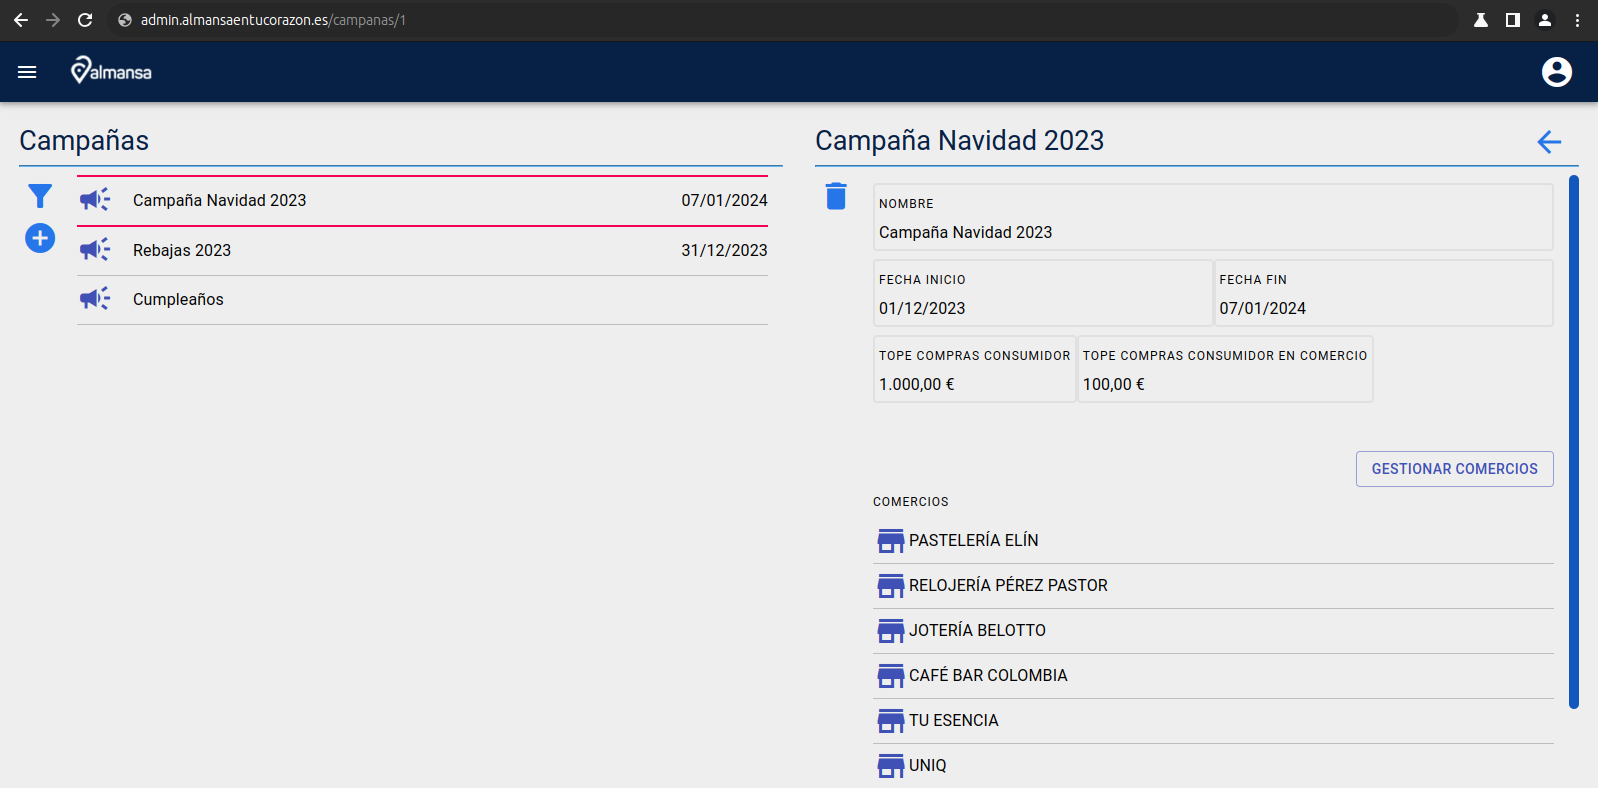 admin.almansaentucorazon.es/campanas/1
almansa
Campañas
Campaña Navidad 2023 07/01/2024
Rebajas 2023 31/12/2023
Cumpleaños
Campaña Navidad 2023
NOMBRE
Campaña Navidad 2023
FECHA INICIO FECHA FIN
01/12/2023 07/01/2024
TOPE COMPRAS CONSUMIDOR TOPE COMPRAS CONSUMIDOR EN COMERCIO
1.000,00 € 100,00 €
GESTIONAR COMERCIOS
COMERCIOS
PASTELERÍA ELÍN
RELOJERÍA PÉREZ PASTOR
JOTERÍA BELOTTO
CAFÉ BAR COLOMBIA
TU ESENCIA
UNIQ